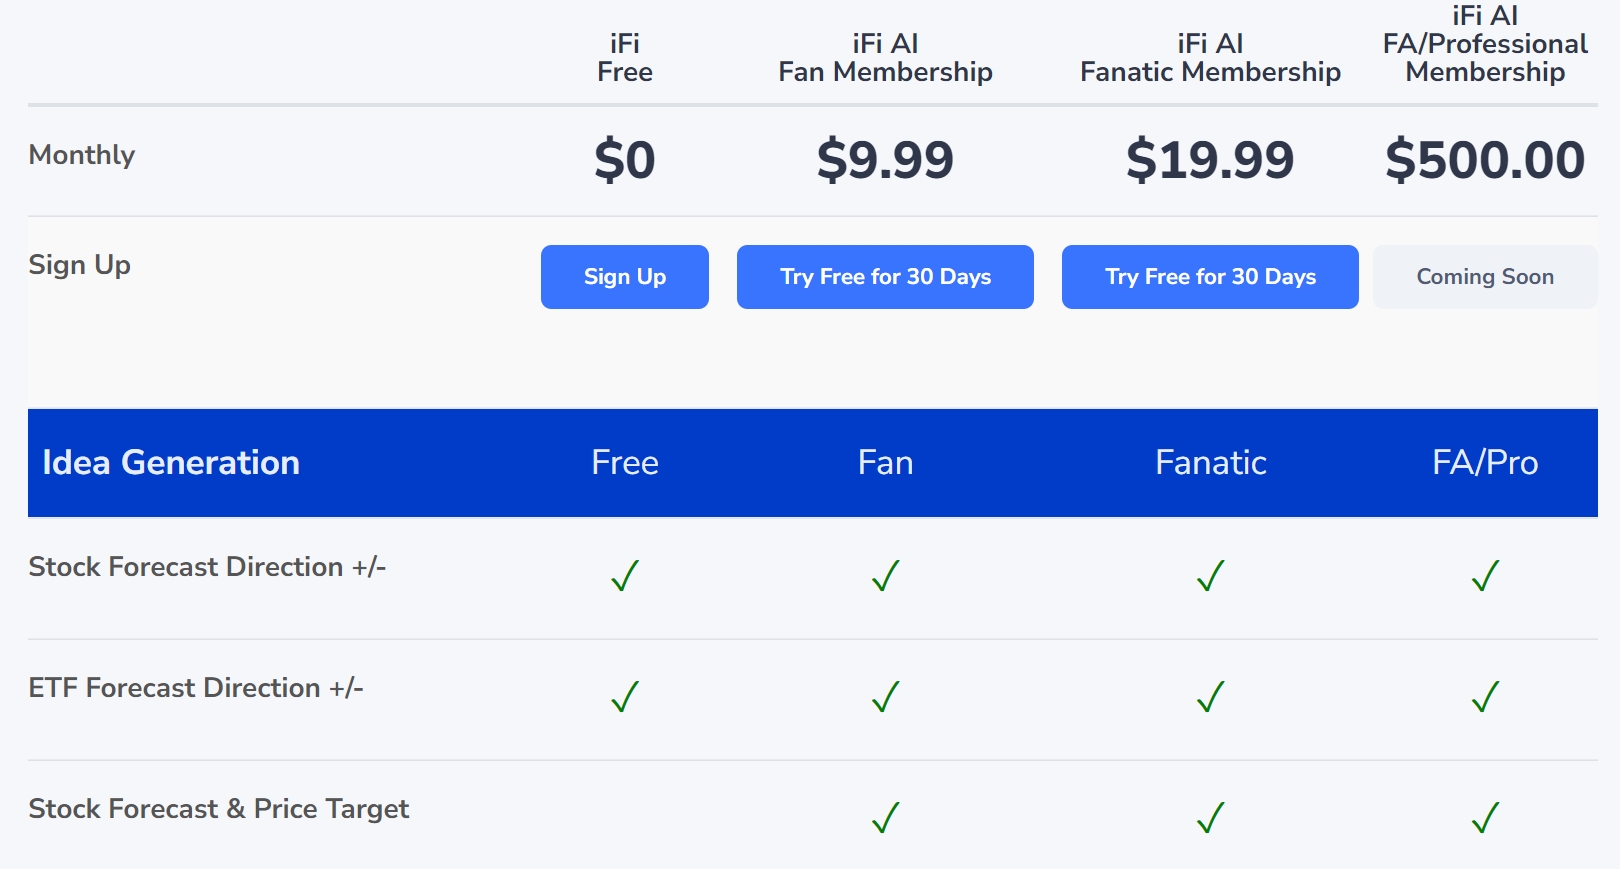 iFi
Free
iFi AI
Fan Membership
iFi AI
Fanatic Membership
iFi AI
FA/Professional
Membership
Monthly $0 $9.99 $19.99 $500.00
Sign Up Sign Up Try Free for 30 Days Try Free for 30 Days Coming Soon
Idea Generation Free Fan Fanatic FA/Pro
Stock Forecast Direction +/- ✓ ✓ ✓ ✓
ETF Forecast Direction +/- ✓ ✓ ✓ ✓
Stock Forecast & Price Target ✓ ✓ ✓